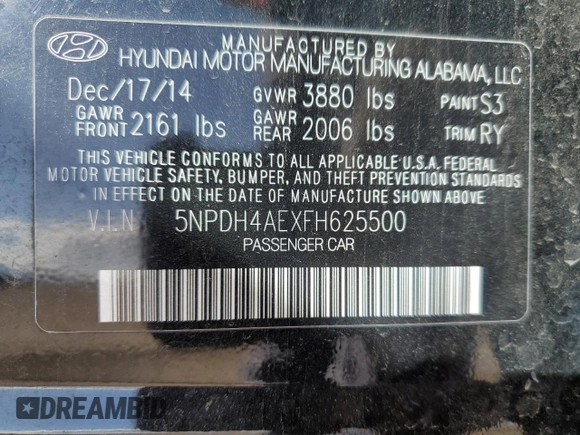 MANUFACTURED BY
HYUNDAI MOTOR MANUFACTURING ALABAMA, LLC
Dec/17/14 GVWR 3880 lbs PAINT S3
GAWR FRONT 2161 lbs GAWR REAR 2006 lbs TRIM RY
THIS VEHICLE CONFORMS TO ALL APPLICABLE U.S.A. FEDERAL
MOTOR VEHICLE SAFETY, BUMPER, AND THEFT PREVENTION
STANDARDS IN EFFECT ON THE DATE OF MANUFACTURE SHOWN ABOVE.
V.I.N 5NPDH4AEXFH625500
PASSENGER CAR
DREAMBID